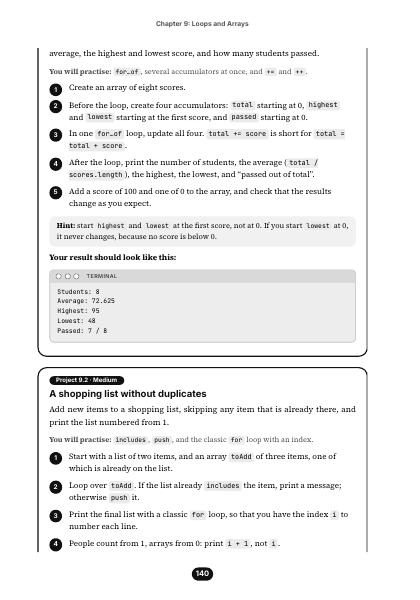 Chapter 9: Loops and Arrays
average, the highest and lowest score, and how many students passed.
You will practise: for…of, several accumulators at once, and += and ++.
1 Create an array of eight scores.
2 Before the loop, create four accumulators: total starting at 0, highest
and lowest starting at the first score, and passed starting at 0.
3 In one for…of loop, update all four. total += score is short for total =
total + score.
4 After the loop, print the number of students, the average (total /
scores.length), the highest, the lowest, and “passed out of total”.
5 Add a score of 100 and one of 0 to the array, and check that the results
change as you expect.
Hint: start highest and lowest at the first score, not at 0. If you start lowest at 0,
it never changes, because no score is below 0.
Your result should look like this:
TERMINAL
Students: 8
Average: 72.625
Highest: 95
Lowest: 48
Passed: 7 / 8
Project 9.2 · Medium
A shopping list without duplicates
Add new items to a shopping list, skipping any item that is already there, and
print the list numbered from 1.
You will practise: includes, push, and the classic for loop with an index.
1 Start with a list of two items, and an array toAdd of three items, one of
which is already on the list.
2 Loop over toAdd. If the list already includes the item, print a message;
otherwise push it.
3 Print the final list with a classic for loop, so that you have the index i to
number each line.
4 People count from 1, arrays from 0: print i + 1, not i.
140